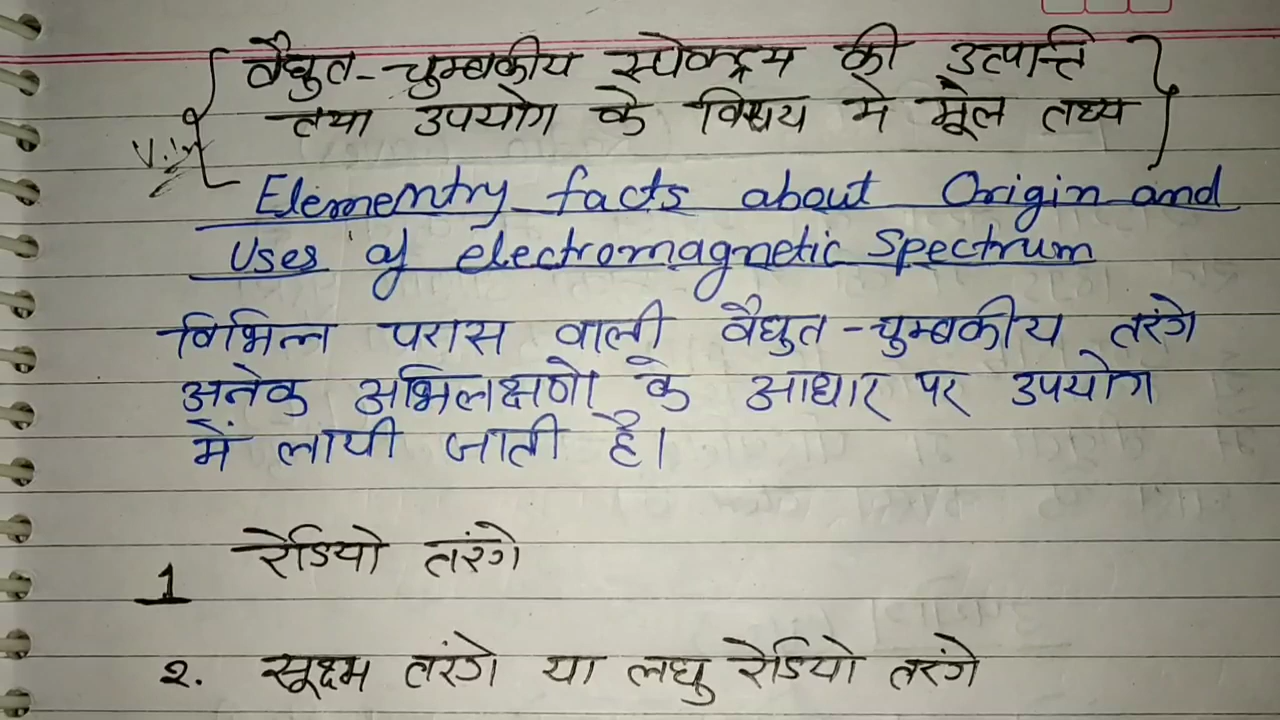 वैधुत-चुम्बकीय स्पेक्ट्रम की उत्पत्ति
तथा उपयोग के विषय मे मूल तथ्य
V.
Elementry facts about Origin and
Uses of electromagnetic Spectrum
विभिन्न परास वाली वैधुत-चुम्बकीय तरंगे
अनेक अभिलक्षणो के आधार पर उपयोग
में लायी जाती है।
रेडियो तरंगे
1
2. सूक्ष्म तरंगे या लघु रेडियो तरंगे